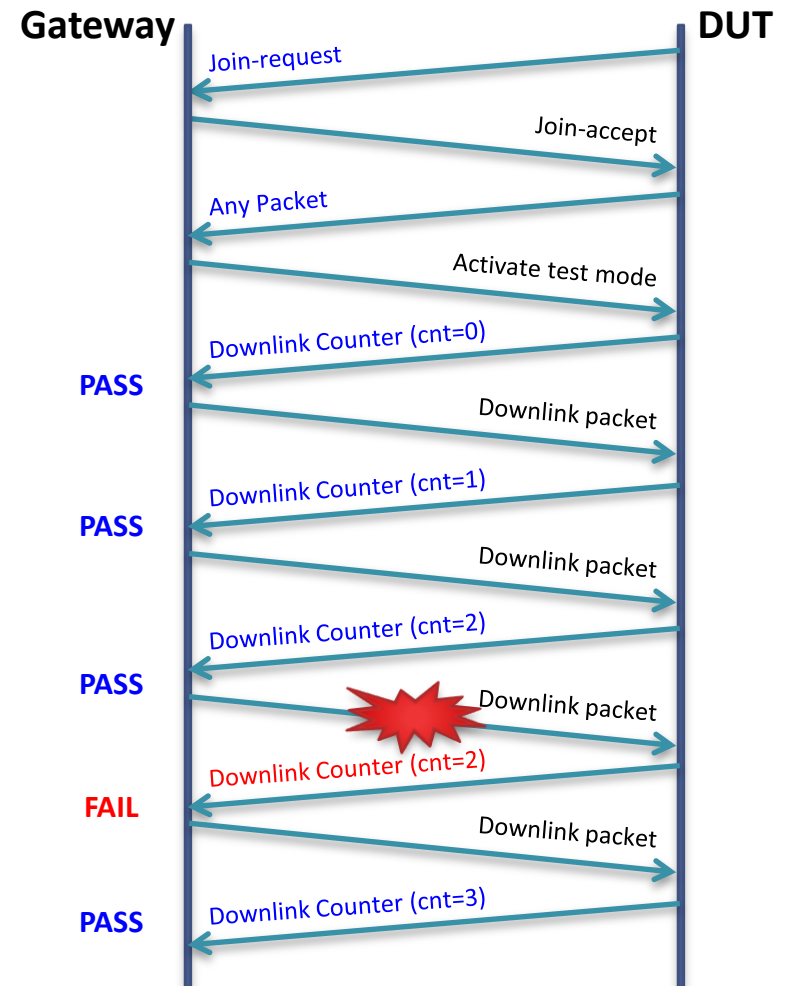 Gateway
DUT
Join-request
Join-accept
Any Packet
Activate test mode
Downlink Counter (cnt=0)
PASS
Downlink packet
Downlink Counter (cnt=1)
PASS
Downlink packet
Downlink Counter (cnt=2)
PASS
Downlink packet
Downlink Counter (cnt=2)
FAIL
Downlink packet
Downlink Counter (cnt=3)
PASS